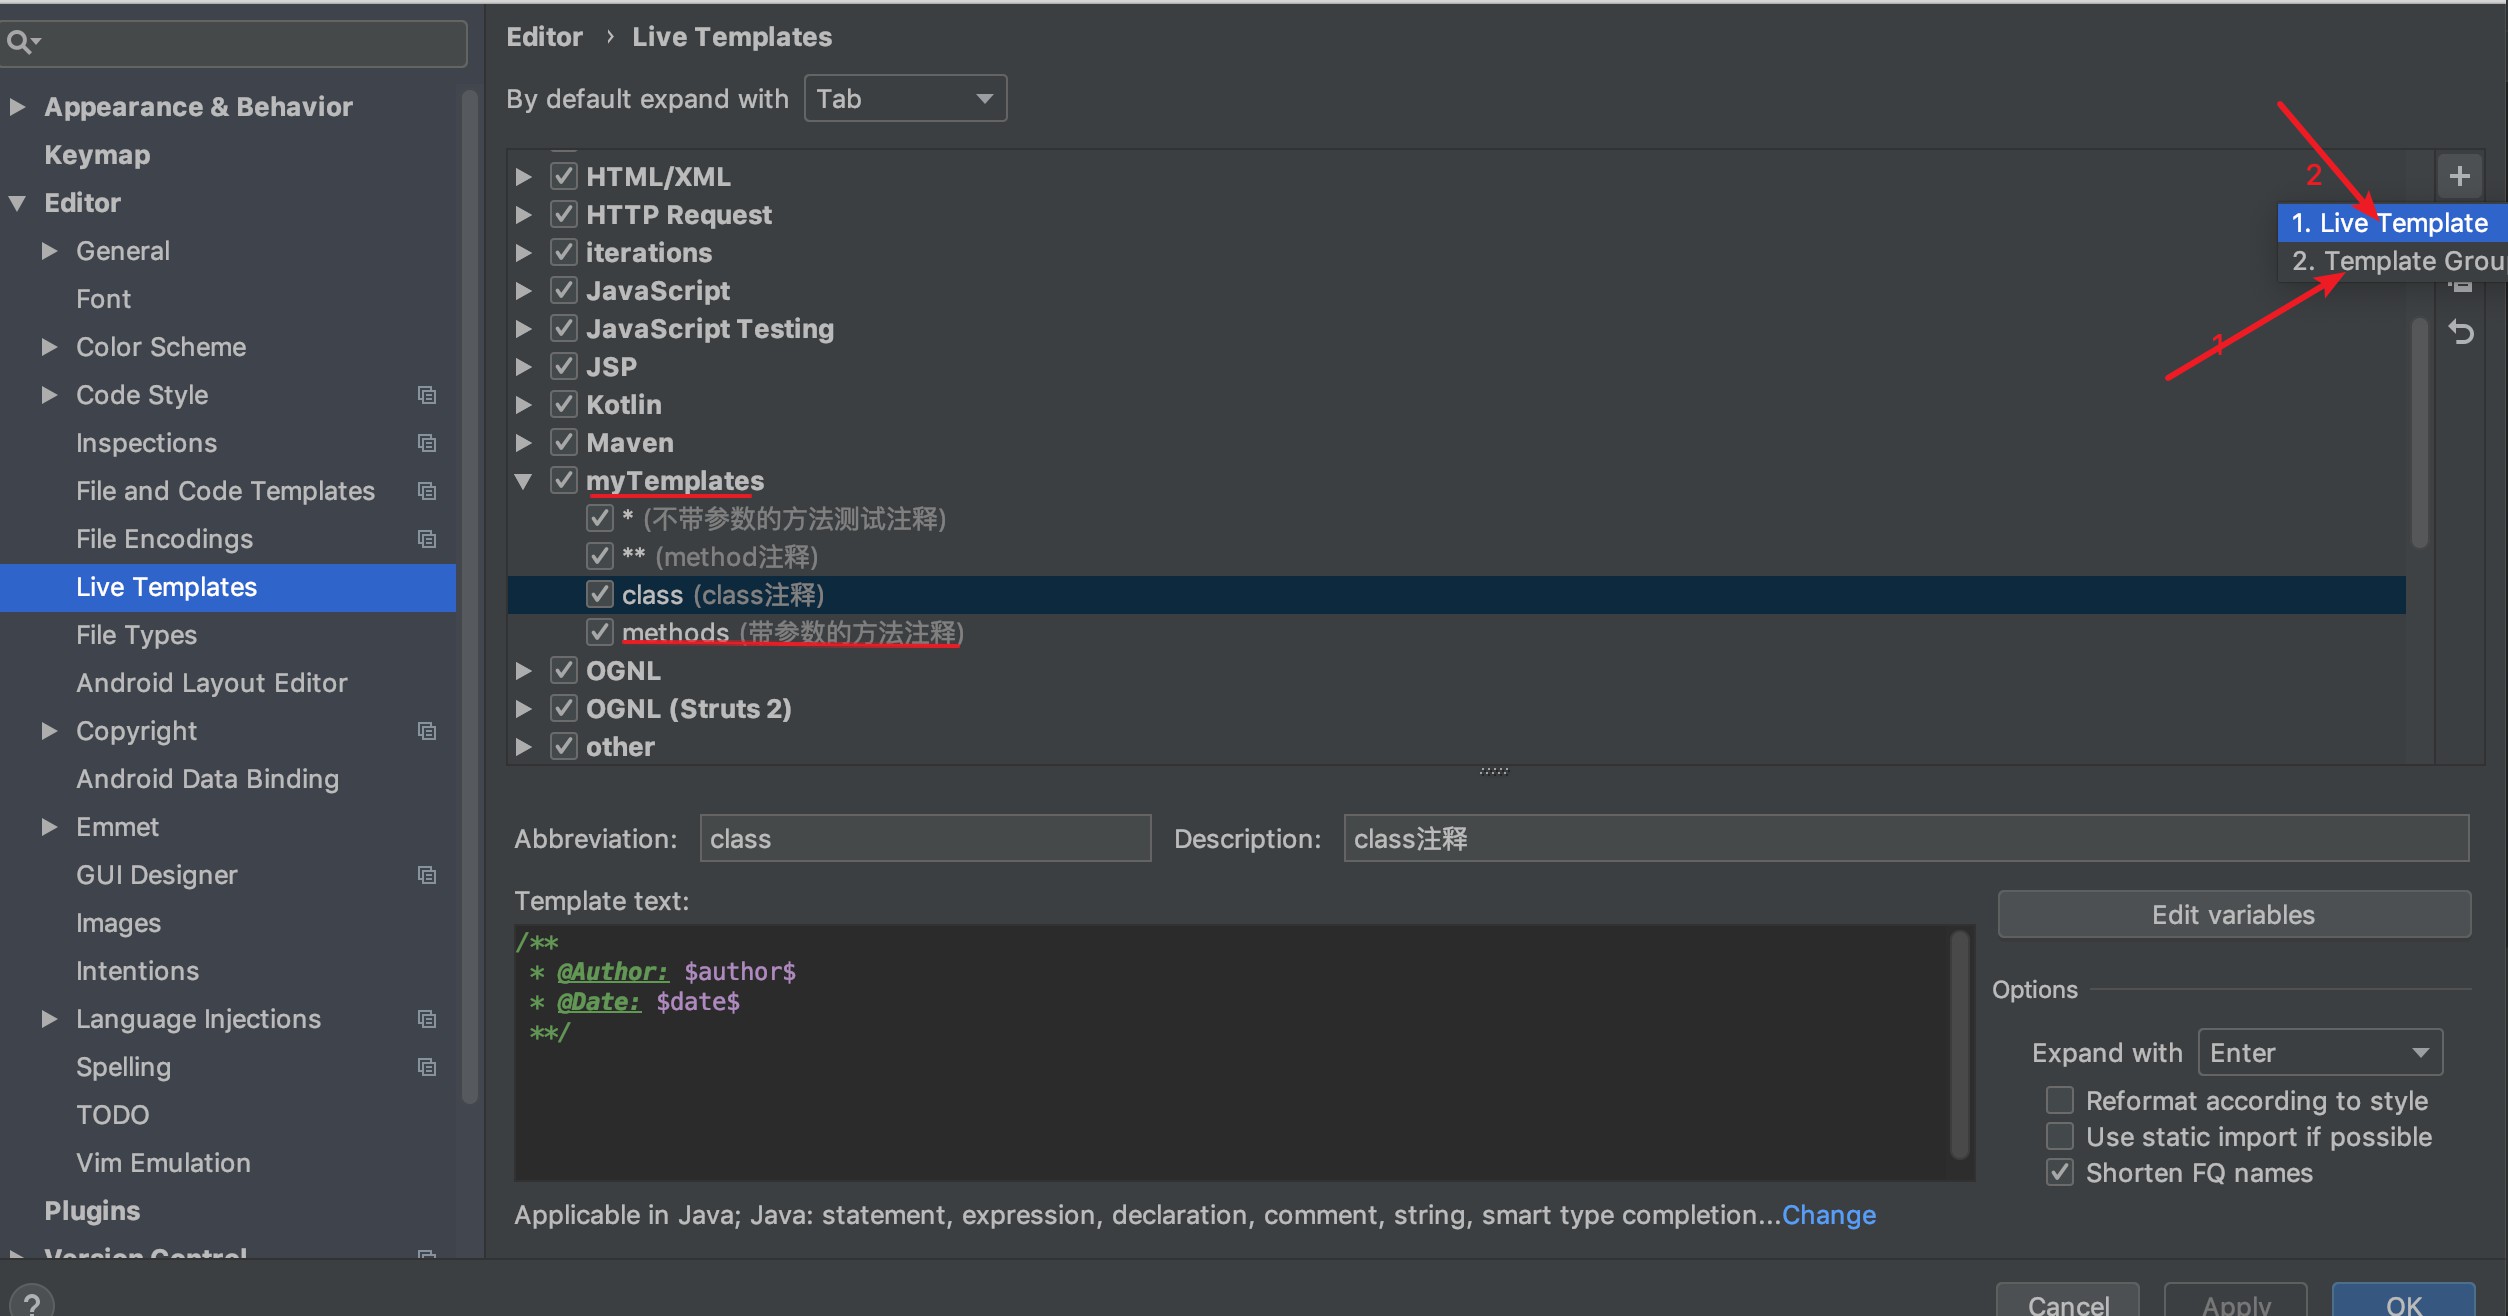 Editor › Live Templates
By default expand with Tab
Appearance & Behavior
Keymap
Editor
General
Font
Color Scheme
Code Style
Inspections
File and Code Templates
File Encodings
Live Templates
File Types
Android Layout Editor
Copyright
Android Data Binding
Emmet
GUI Designer
Images
Intentions
Language Injections
Spelling
TODO
Vim Emulation
Plugins
Version Control
HTML/XML
HTTP Request
iterations
JavaScript
JavaScript Testing
JSP
Kotlin
Maven
myTemplates
* (不带参数的方法测试注释)
** (method注释)
class (class注释)
methods (带参数的方法注释)
OGNL
OGNL (Struts 2)
other
2
1. Live Template
2. Template Grou
1
Abbreviation: class Description: class注释
Template text:
/**
* @Author: $author$
* @Date: $date$
**/
Edit variables
Options
Expand with Enter
Reformat according to style
Use static import if possible
Shorten FQ names
Applicable in Java; Java: statement, expression, declaration, comment, string, smart type completion...Change
?
Cancel Apply OK